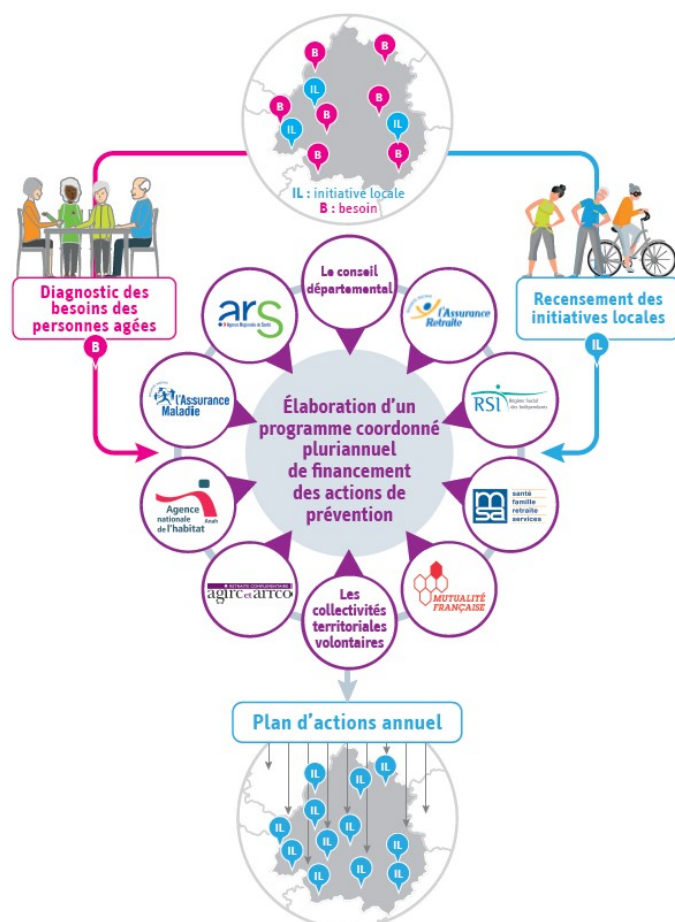 B
B
IL
B
B
B
IL
IL
B
B
IL : initiative locale
B : besoin
Diagnostic des
besoins des
personnes agées
B
Recensement des
initiatives locales
IL
Le conseil
départemental
ars
Agence Régionale de Santé
l'Assurance
Retraite
l'Assurance
Maladie
RSI
Régime Social
des Indépendants
Élaboration d'un
programme coordonné
pluriannuel
de financement
des actions de
prévention
Agence
nationale
de l'habitat
Anah
msa
santé
famille
retraite
services
RETRAITE COMPLÉMENTAIRE
agirc et arrco
MUTUALITÉ
FRANÇAISE
Les
collectivités
territoriales
volontaires
Plan d'actions annuel
IL
IL
IL
IL
IL
IL
IL
IL
IL
IL
IL
IL